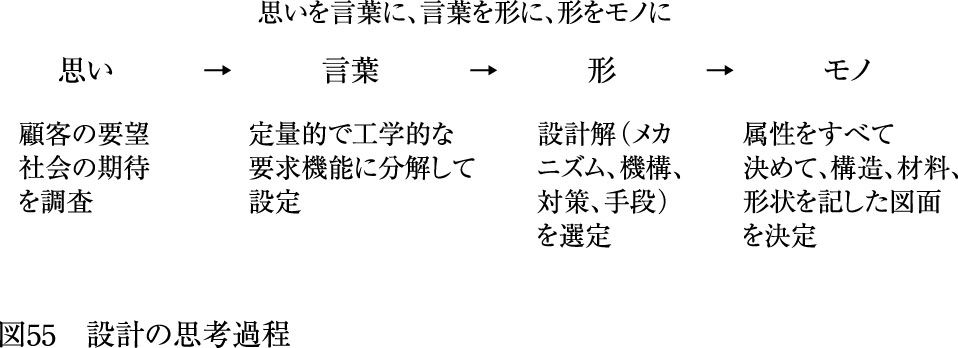 思いを言葉に、言葉を形に、形をモノに
思い → 言葉 → 形 → モノ
顧客の要望
社会の期待
を調査
定量的で工学的な
要求機能に分解して
設定
設計解（メカ
ニズム、機構、
対策、手段）
を選定
属性をすべて
決めて、構造、材料、
形状を記した図面
を決定
図55　設計の思考過程